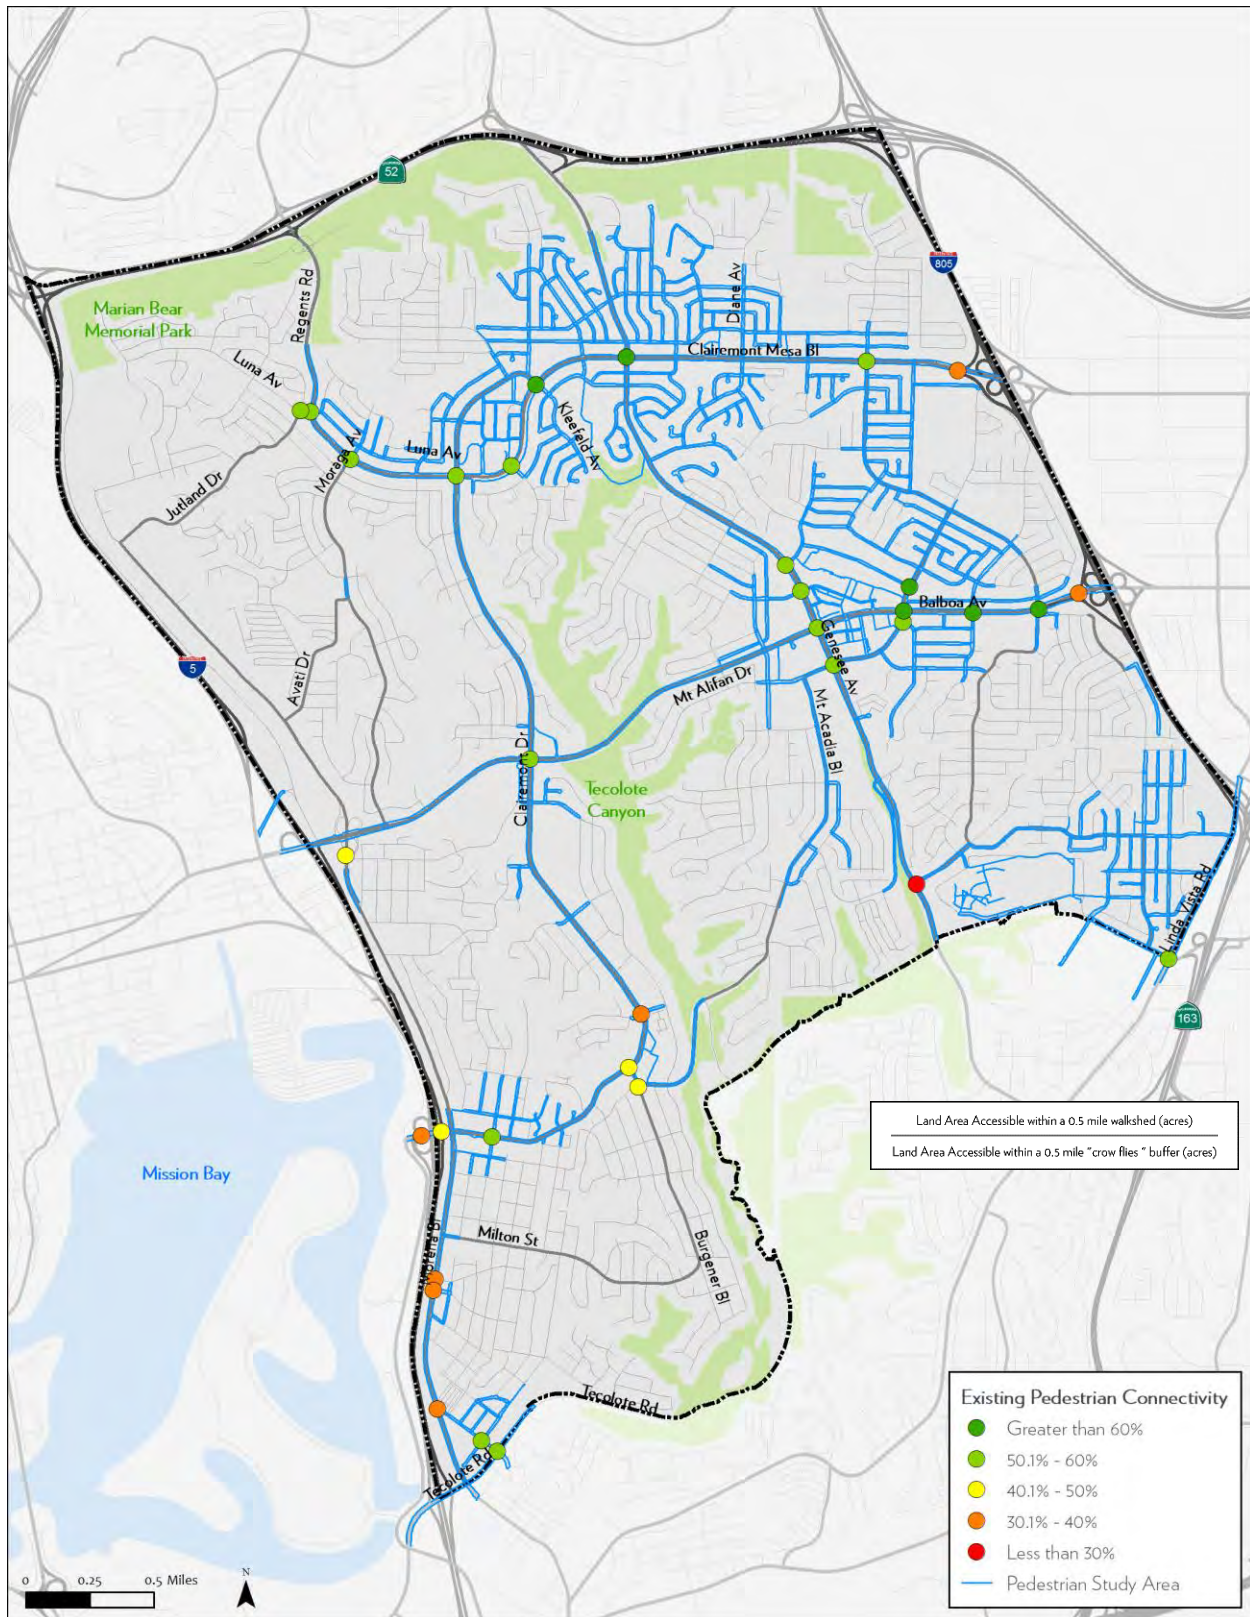 52
805
Marian Bear
Memorial Park
Regents Rd
Diane Av
Clairemont Mesa Bl
Luna Av
Kleefeld Av
Moraga Av
Luna Av
Jutland Dr
Balboa Av
Genesee Av
5
Avati Dr
Mt Alifan Dr
Mt Acadia Bl
Clairemont Dr
Tecolote
Canyon
Linda Vista Rd
163
Land Area Accessible within a 0.5 mile walkshed (acres)
Land Area Accessible within a 0.5 mile "crow flies " buffer (acres)
Mission Bay
Morena Bl
Milton St
Burgener Bl
Tecolote Rd
Tecolote Rd
Existing Pedestrian Connectivity
Greater than 60%
50.1% - 60%
40.1% - 50%
30.1% - 40%
Less than 30%
Pedestrian Study Area
0 0.25 0.5 Miles
N